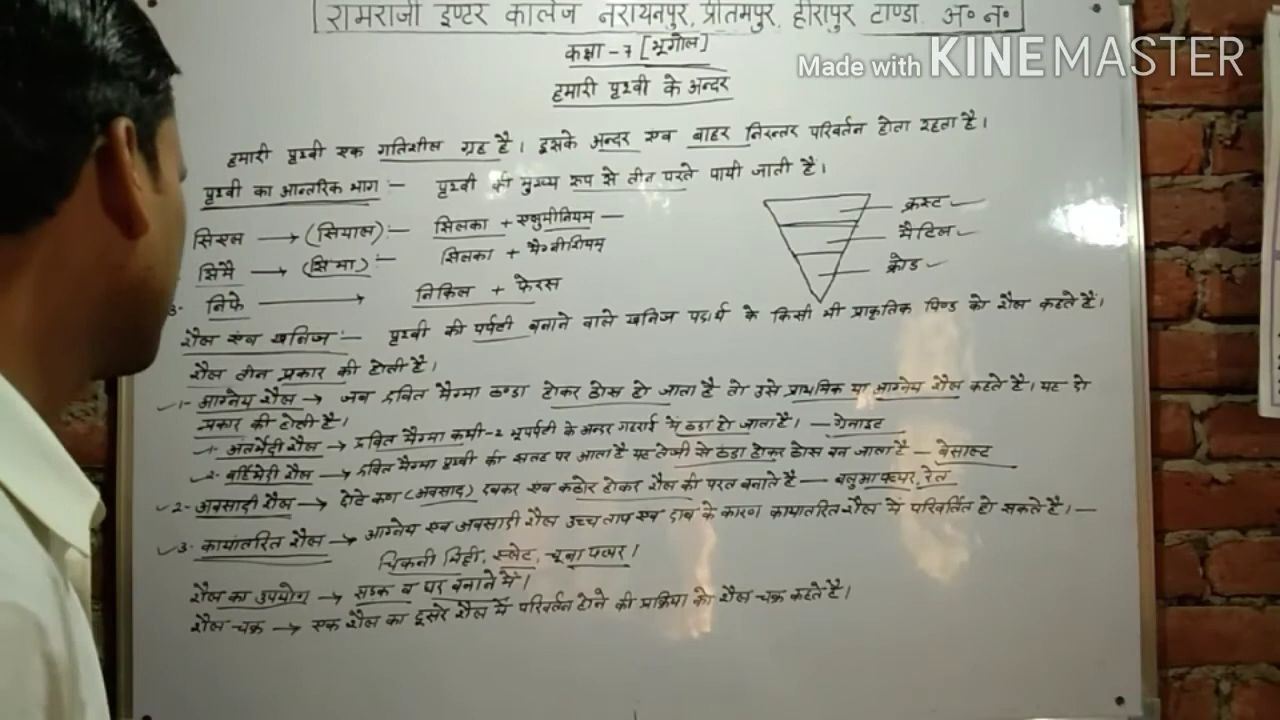 रामराजी इण्टर कालेज नरायनपुर, प्रीतमपुर, हीरापुर टाण्डा. अ॰ न॰
Made with KINEMASTER
कक्षा - 7 [भूगोल]
हमारी पृथ्वी के अन्दर
हमारी पृथ्वी एक गतिशील ग्रह है। इसके अन्दर एवं बाहर निरन्तर परिवर्तन होता रहता है।
पृथ्वी का आन्तरिक भाग :— पृथ्वी की मुख्य रूप से तीन परते पायी जाती है।
सिएल → (सियाल) :— सिलका + एलुमीनियम —
सिमै → (सिमा) :— सिलका + मैग्नीशियम्
3- निफे → निकिल + फेरस
क्रस्ट
मैंटिल
क्रोड
शैल एवं खनिज :— पृथ्वी की पर्पटी बनाने वाले खनिज पदार्थ के किसी भी प्राकृतिक पिण्ड को शैल कहते हैं।
शैल तीन प्रकार की होती है।
1- आग्नेय शैल → जब द्रवित मैग्मा ठण्डा होकर ठोस हो जाता है तो उसे प्राथमिक या आग्नेय शैल कहते है। यह दो
प्रकार की होती है।
1- अंतर्भेदी शैल → द्रवित मैग्मा कभी-2 भूपर्पटी के अन्दर गहराई में ठंडा हो जाता है। — ग्रेनाइट
2- बर्हिभेदी शैल → द्रवित मैग्मा पृथ्वी की सतह पर आता है यह तेजी से ठंडा होकर ठोस बन जाता है — बेसाल्ट
2- अवसादी शैल → छोटे कण (अवसाद) दबकर एवं कठोर होकर शैल की परत बनाते है — बलुआ पत्थर, रेत
3- कायांतरित शैल → आग्नेय एवं अवसादी शैल उच्च ताप एवं दाब के कारण कायांतरित शैल में परिवर्तित हो सकते है। —
चिकनी मिट्टी, स्लेट, चूना पत्थर।
शैल का उपयोग → सड़क व घर बनाने में।
शैल चक्र → एक शैल का दूसरे शैल में परिवर्तन होने की प्रक्रिया को शैल चक्र कहते है।